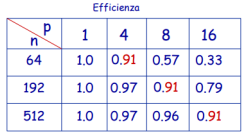 Efficienza
p
n 1 4 8 16
64 1.0 0.91 0.57 0.33
192 1.0 0.97 0.91 0.79
512 1.0 0.97 0.96 0.91